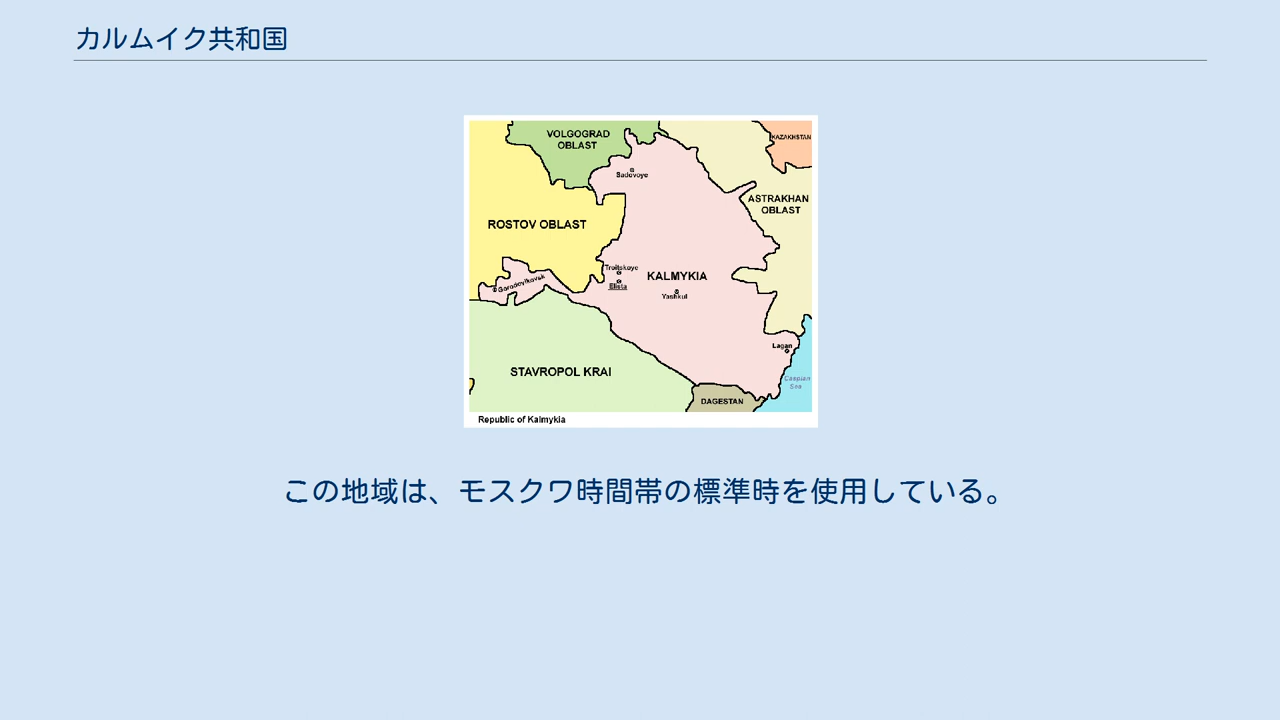 カルムイク共和国
VOLGOGRAD
OBLAST
KAZAKHSTAN
Sadovoye
ASTRAKHAN
OBLAST
ROSTOV OBLAST
Troitskoye
KALMYKIA
Gorodovikovsk
Elista
Yashkul
Lagan
STAVROPOL KRAI
Caspian
Sea
DAGESTAN
Republic of Kalmykia
この地域は、モスクワ時間帯の標準時を使用している。